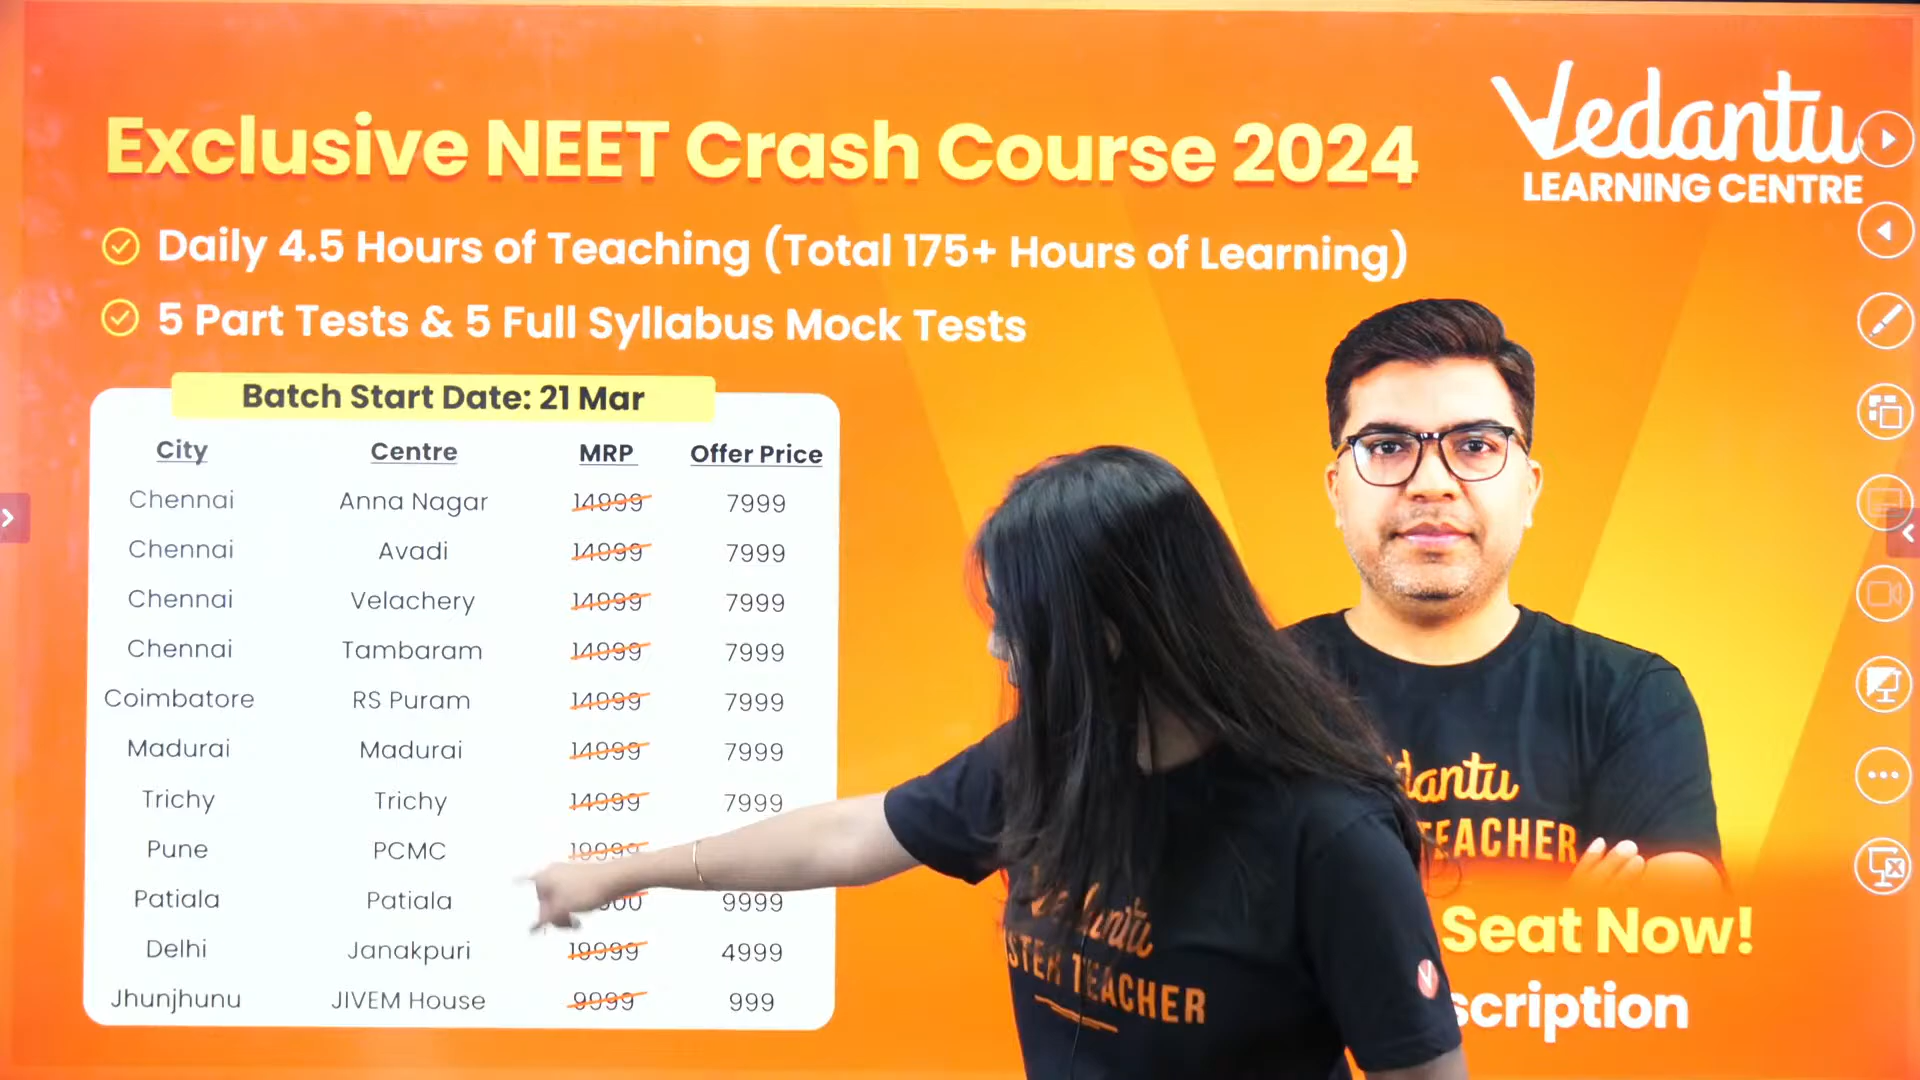 Exclusive NEET Crash Course 2024
Vedantu
LEARNING CENTRE
Daily 4.5 Hours of Teaching (Total 175+ Hours of Learning)
5 Part Tests & 5 Full Syllabus Mock Tests
Batch Start Date: 21 Mar
City Centre MRP Offer Price
Chennai Anna Nagar 14999 7999
Chennai Avadi 14999 7999
Chennai Velachery 14999 7999
Chennai Tambaram 14999 7999
Coimbatore RS Puram 14999 7999
Madurai Madurai 14999 7999
Trichy Trichy 14999 7999
Pune PCMC 19999
Patiala Patiala 9999
Delhi Janakpuri 19999 4999
Jhunjhunu JIVEM House 9999 999
TEACHER
Seat Now!
Vedantu
TEACHER